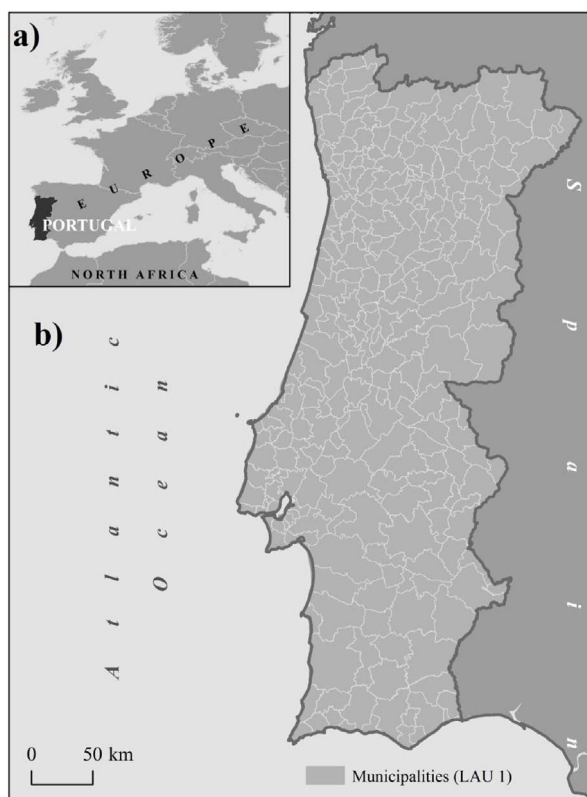 a)
EUROPE
PORTUGAL
NORTH AFRICA
b)
Atlantic
Ocean
Spain
0 50 km
Municipalities (LAU 1)